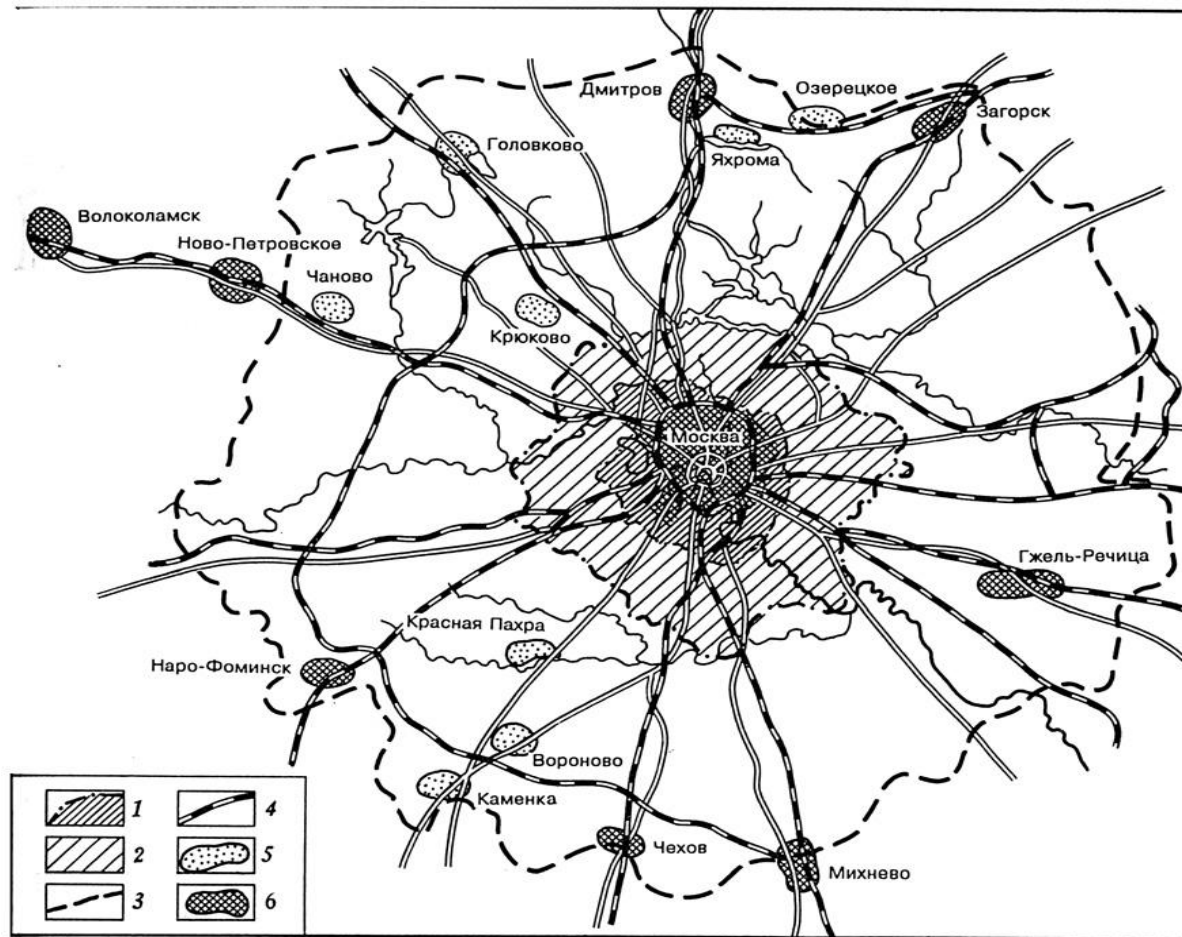 Дмитров
Озерецкое
Загорск
Яхрома
Головково
Волоколамск
Ново-Петровское
Чаново
Крюково
Москва
Гжель-Речица
Красная Пахра
Наро-Фоминск
Вороново
Каменка
Чехов
Михнево
1
4
2
5
3
6